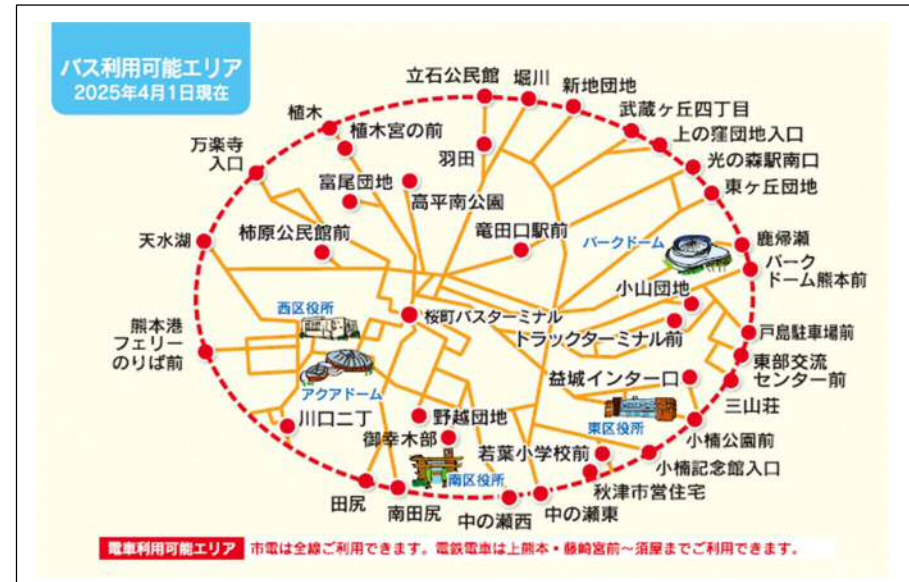 バス利用可能エリア
2025年4月1日現在
立石公民館
堀川
新地団地
武蔵ヶ丘四丁目
上の窪団地入口
光の森駅南口
東ヶ丘団地
植木
植木宮の前
万楽寺
入口
羽田
富尾団地
高平南公園
柿原公民館前
竜田口駅前
パークドーム
鹿帰瀬
パーク
ドーム熊本前
天水湖
小山団地
西区役所
桜町バスターミナル
トラックターミナル前
戸島駐車場前
熊本港
フェリー
のりば前
東部交流
センター前
アクアドーム
益城インター口
三山荘
川口二丁
野越団地
御幸木部
東区役所
小楠公園前
若葉小学校前
小楠記念館入口
南区役所
秋津市営住宅
田尻
南田尻
中の瀬西
中の瀬東
電車利用可能エリア 市電は全線ご利用できます。電鉄電車は上熊本・藤崎宮前～須屋までご利用できます。